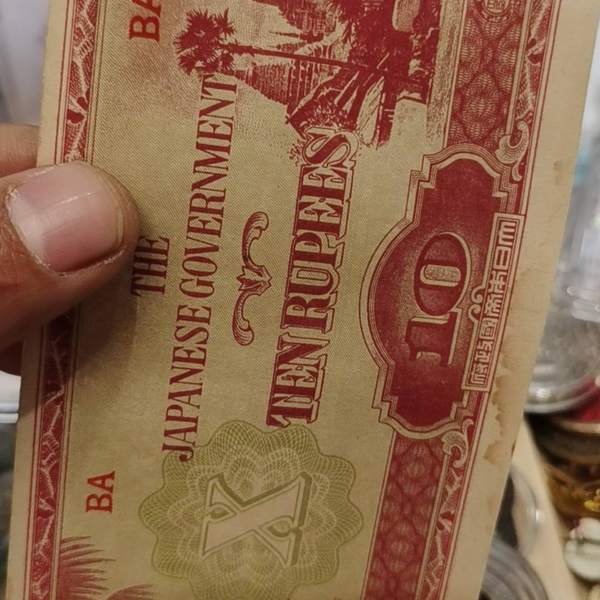 BA
BA
THE
JAPANESE GOVERNMENT
X
TEN RUPEES
10
大日本帝國政府